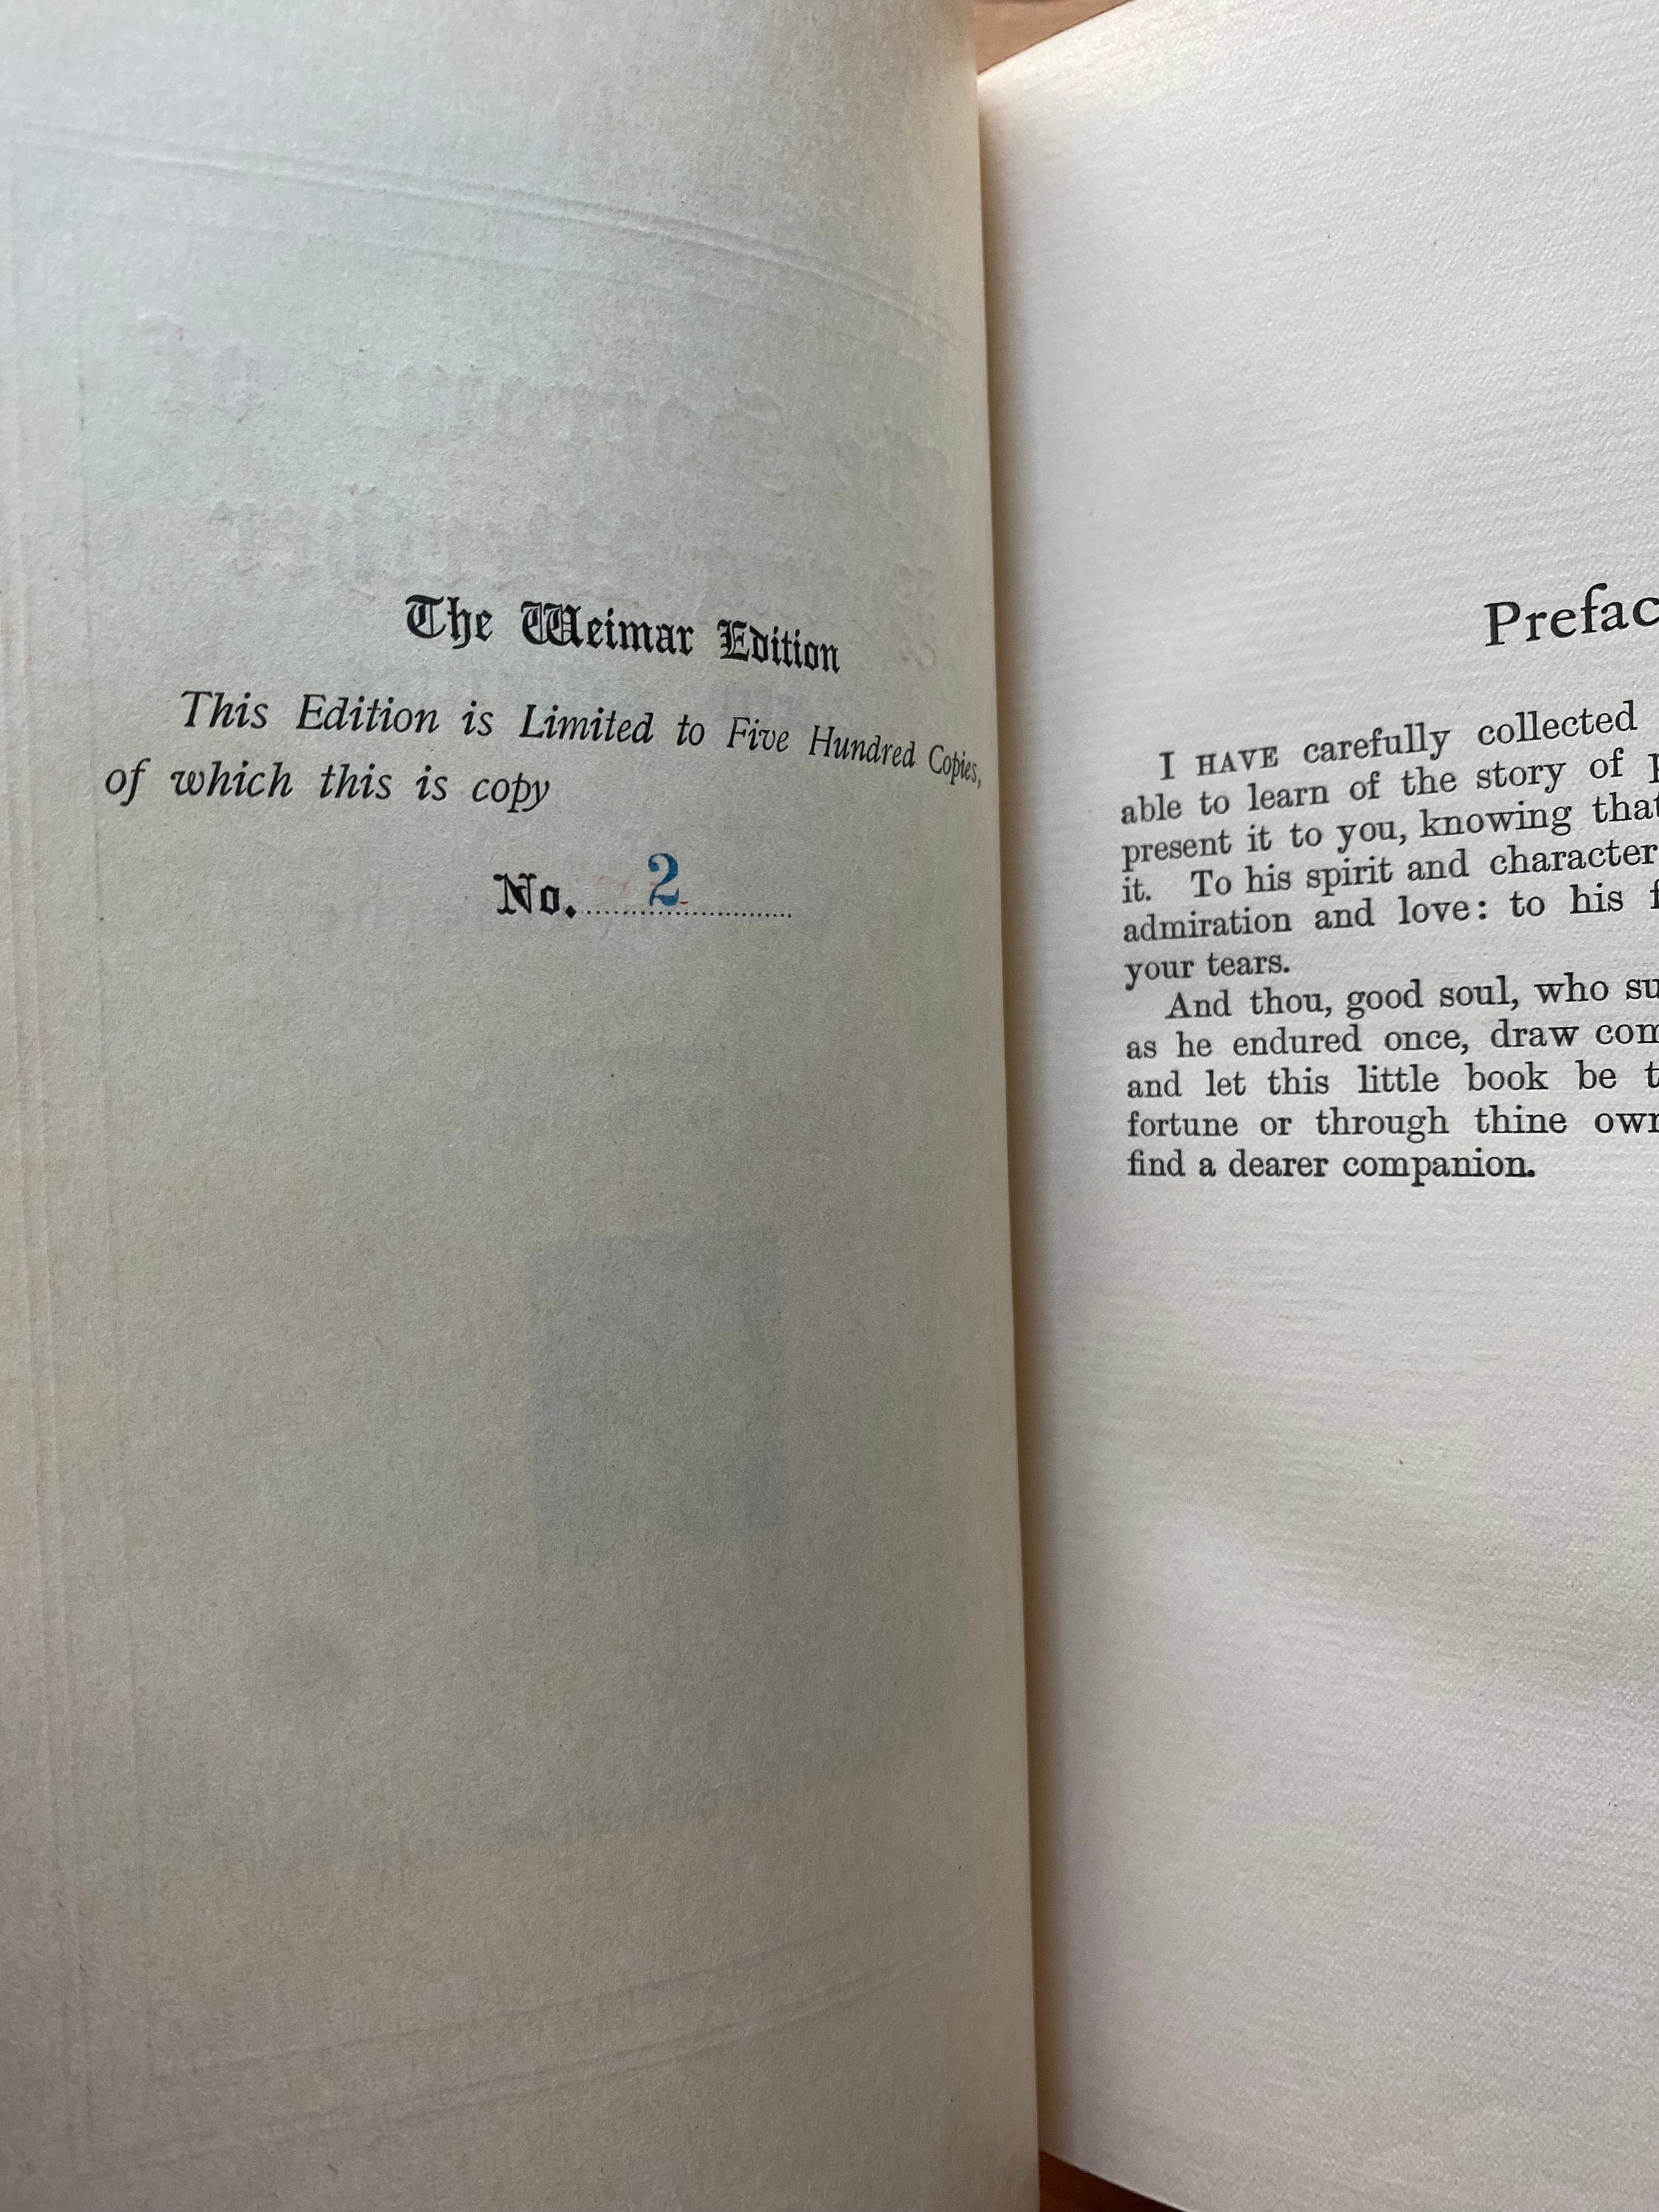 The Weimar Edition
This Edition is Limited to Five Hundred Copies,
of which this is copy
No. 2
Prefac
I HAVE carefully collected
able to learn of the story of p
present it to you, knowing that
it. To his spirit and character
admiration and love: to his f
your tears.
And thou, good soul, who su
as he endured once, draw com
and let this little book be t
fortune or through thine own
find a dearer companion.